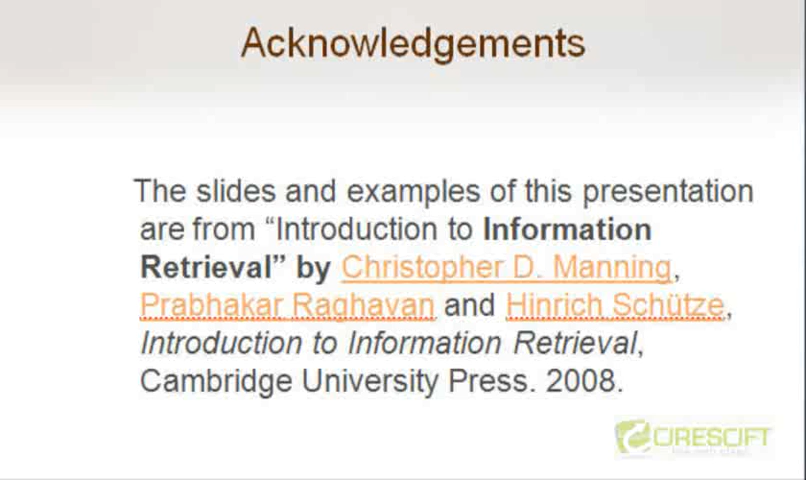 Acknowledgements
The slides and examples of this presentation
are from “Introduction to Information
Retrieval” by Christopher D. Manning,
Prabhakar Raghavan and Hinrich Schütze,
Introduction to Information Retrieval,
Cambridge University Press. 2008.